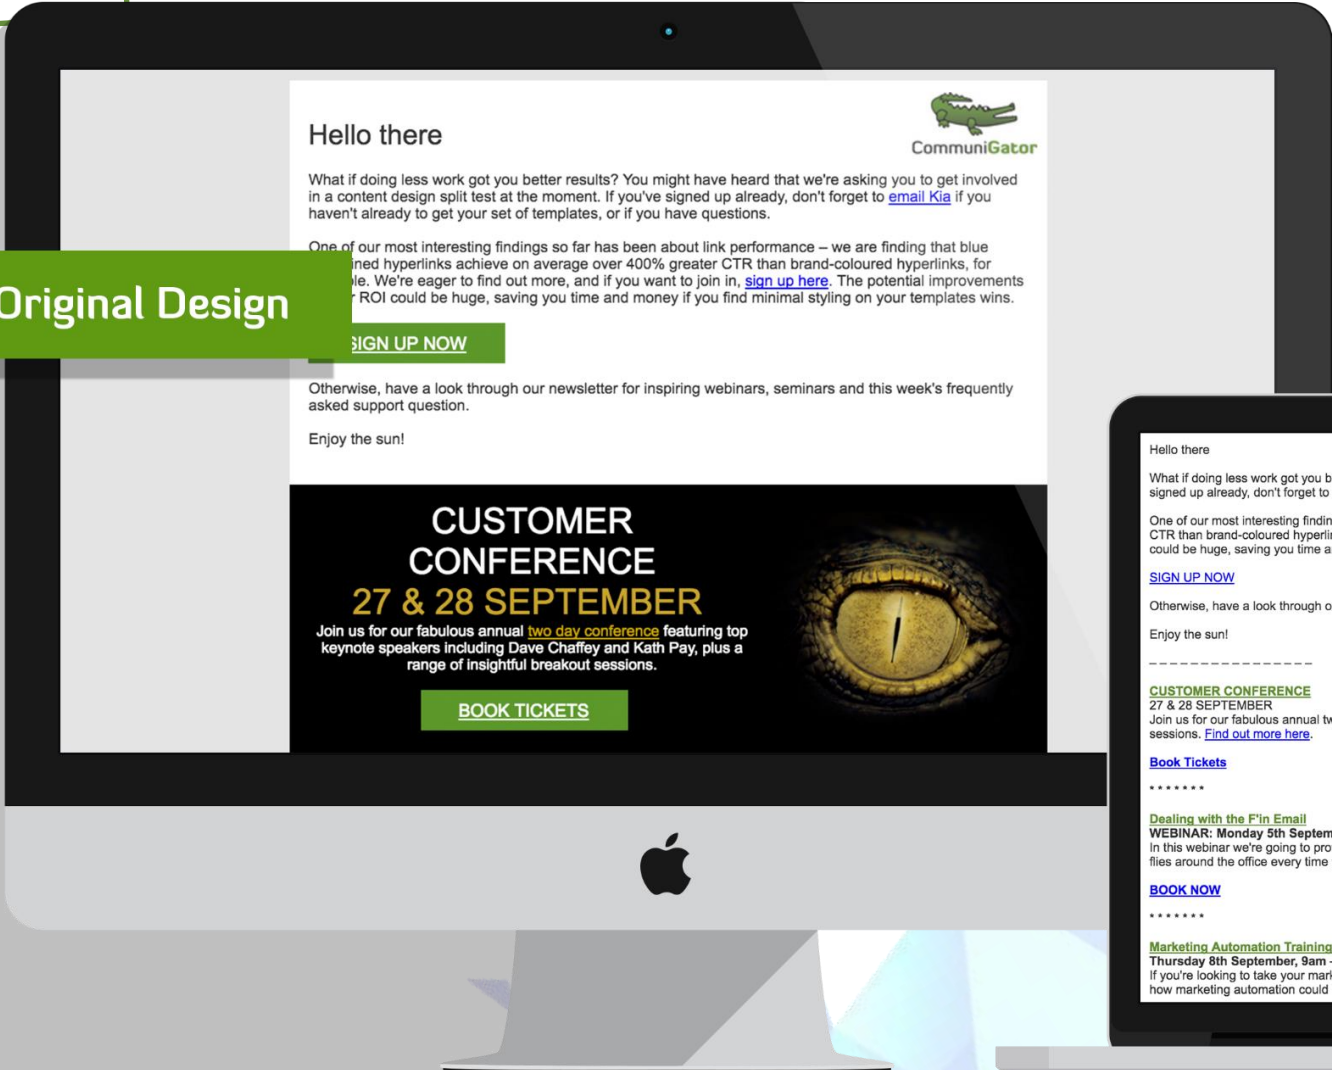 Hello there
CommuniGator
What if doing less work got you better results? You might have heard that we're asking you to get involved
in a content design split test at the moment. If you've signed up already, don't forget to email Kia if you
haven't already to get your set of templates, or if you have questions.
One of our most interesting findings so far has been about link performance – we are finding that blue
ined hyperlinks achieve on average over 400% greater CTR than brand-coloured hyperlinks, for
le. We're eager to find out more, and if you want to join in, sign up here. The potential improvements
ROI could be huge, saving you time and money if you find minimal styling on your templates wins.
Original Design
SIGN UP NOW
Otherwise, have a look through our newsletter for inspiring webinars, seminars and this week's frequently
asked support question.
Enjoy the sun!
CUSTOMER
CONFERENCE
27 & 28 SEPTEMBER
Join us for our fabulous annual two day conference featuring top
keynote speakers including Dave Chaffey and Kath Pay, plus a
range of insightful breakout sessions.
BOOK TICKETS
Hello there
What if doing less work got you b
signed up already, don't forget to
One of our most interesting findin
CTR than brand-coloured hyperlin
could be huge, saving you time a
SIGN UP NOW
Otherwise, have a look through o
Enjoy the sun!
_ _ _ _ _ _ _ _ _ _ _ _ _ _ _ _
CUSTOMER CONFERENCE
27 & 28 SEPTEMBER
Join us for our fabulous annual tw
sessions. Find out more here.
Book Tickets
* * * * * * *
Dealing with the F'in Email
WEBINAR: Monday 5th Septem
In this webinar we're going to pro
flies around the office every time
BOOK NOW
* * * * * * *
Marketing Automation Training
Thursday 8th September, 9am -
If you're looking to take your mark
how marketing automation could